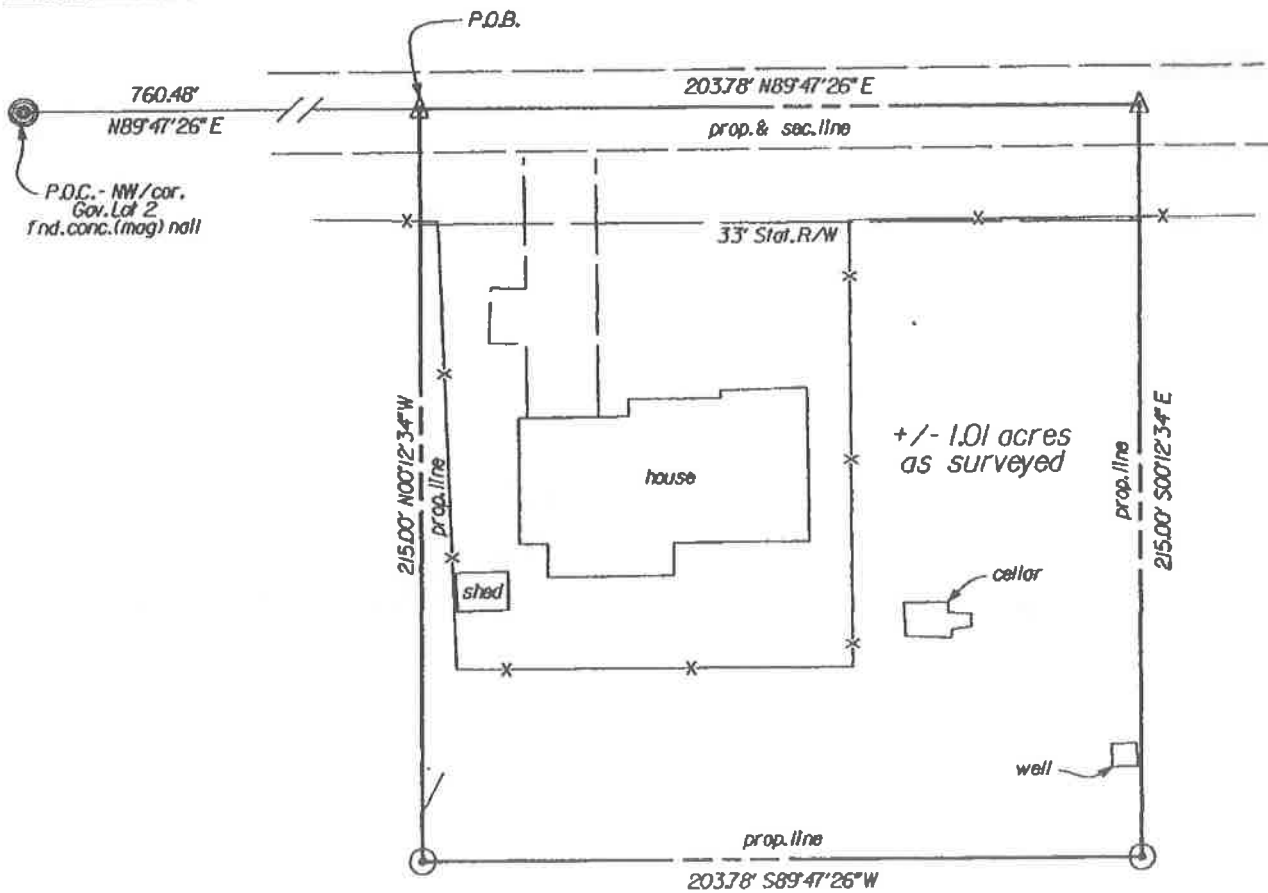 P.O.B.
760.48'
N89°47'26" E
203.78' N89°47'26" E
prop. & sec. line
P.O.C.- NW/cor.
Gov. Lot 2
fnd. conc. (mag) nail
33' Stat. R/W
215.00' N00°12'34" W
prop. line
house
+/- 1.01 acres
as surveyed
prop. line
215.00' S00°12'34" E
shed
cellar
well
prop. line
203.78' S89°47'26" W